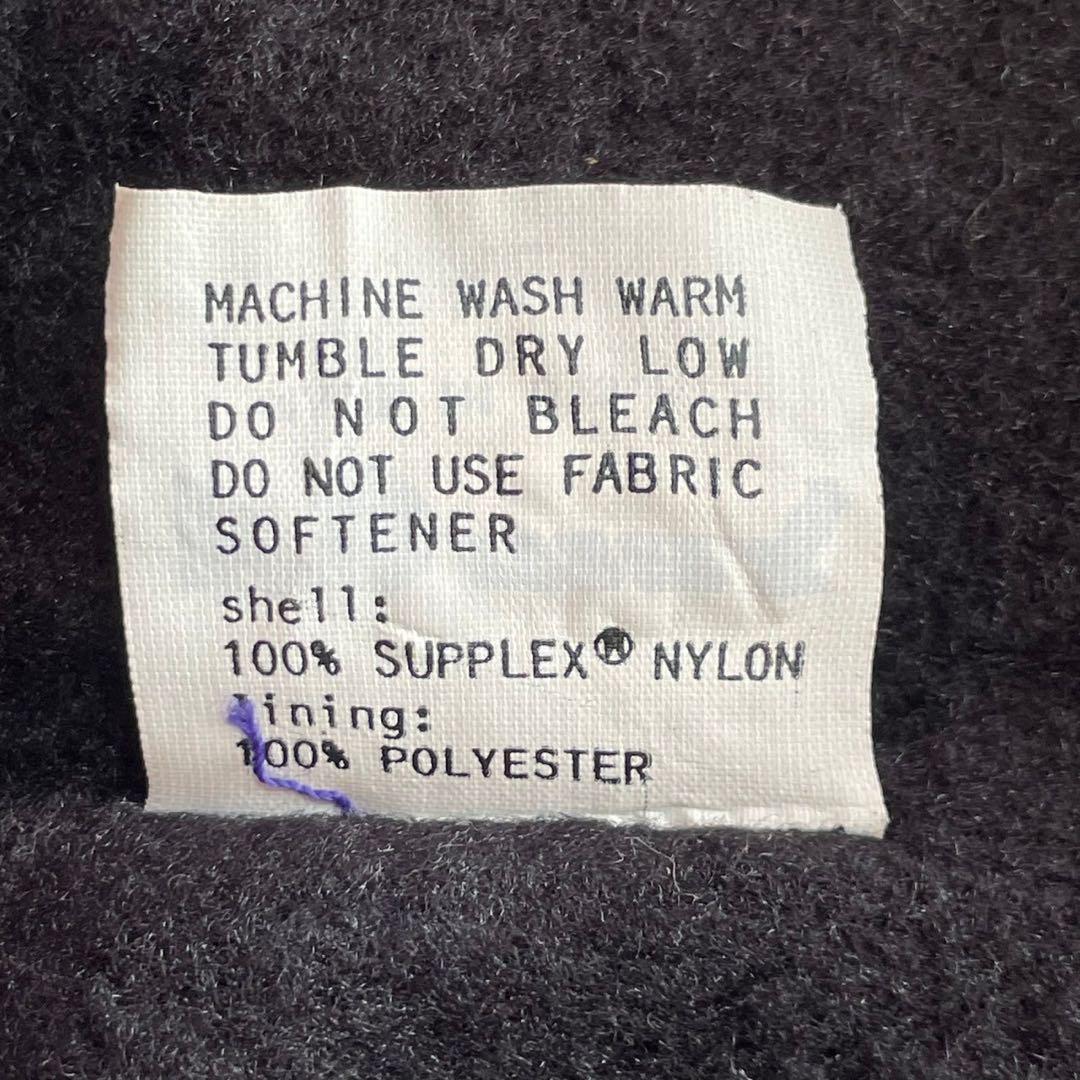 MACHINE WASH WARM
TUMBLE DRY LOW
DO NOT BLEACH
DO NOT USE FABRIC
SOFTENER
shell:
100% SUPPLEX® NYLON
lining:
100% POLYESTER